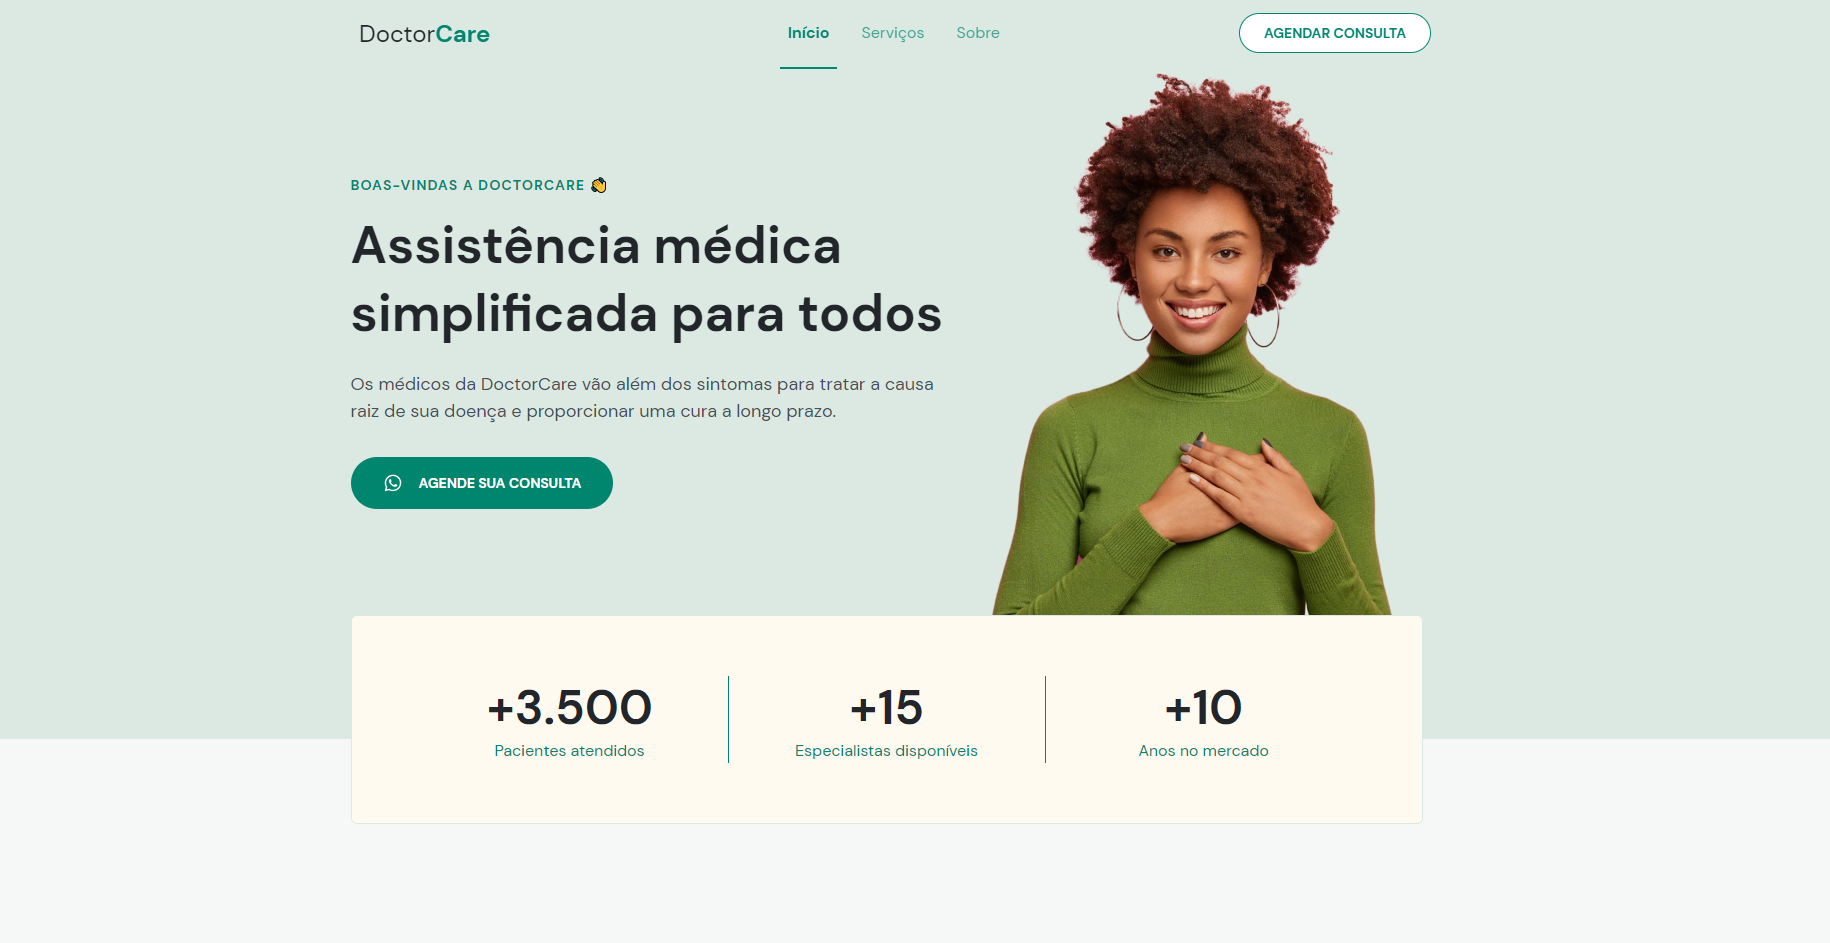 DoctorCare
Início Serviços Sobre
AGENDAR CONSULTA
BOAS-VINDAS A DOCTORCARE 👏
Assistência médica
simplificada para todos
Os médicos da DoctorCare vão além dos sintomas para tratar a causa
raiz de sua doença e proporcionar uma cura a longo prazo.
AGENDE SUA CONSULTA
+3.500
Pacientes atendidos
+15
Especialistas disponíveis
+10
Anos no mercado